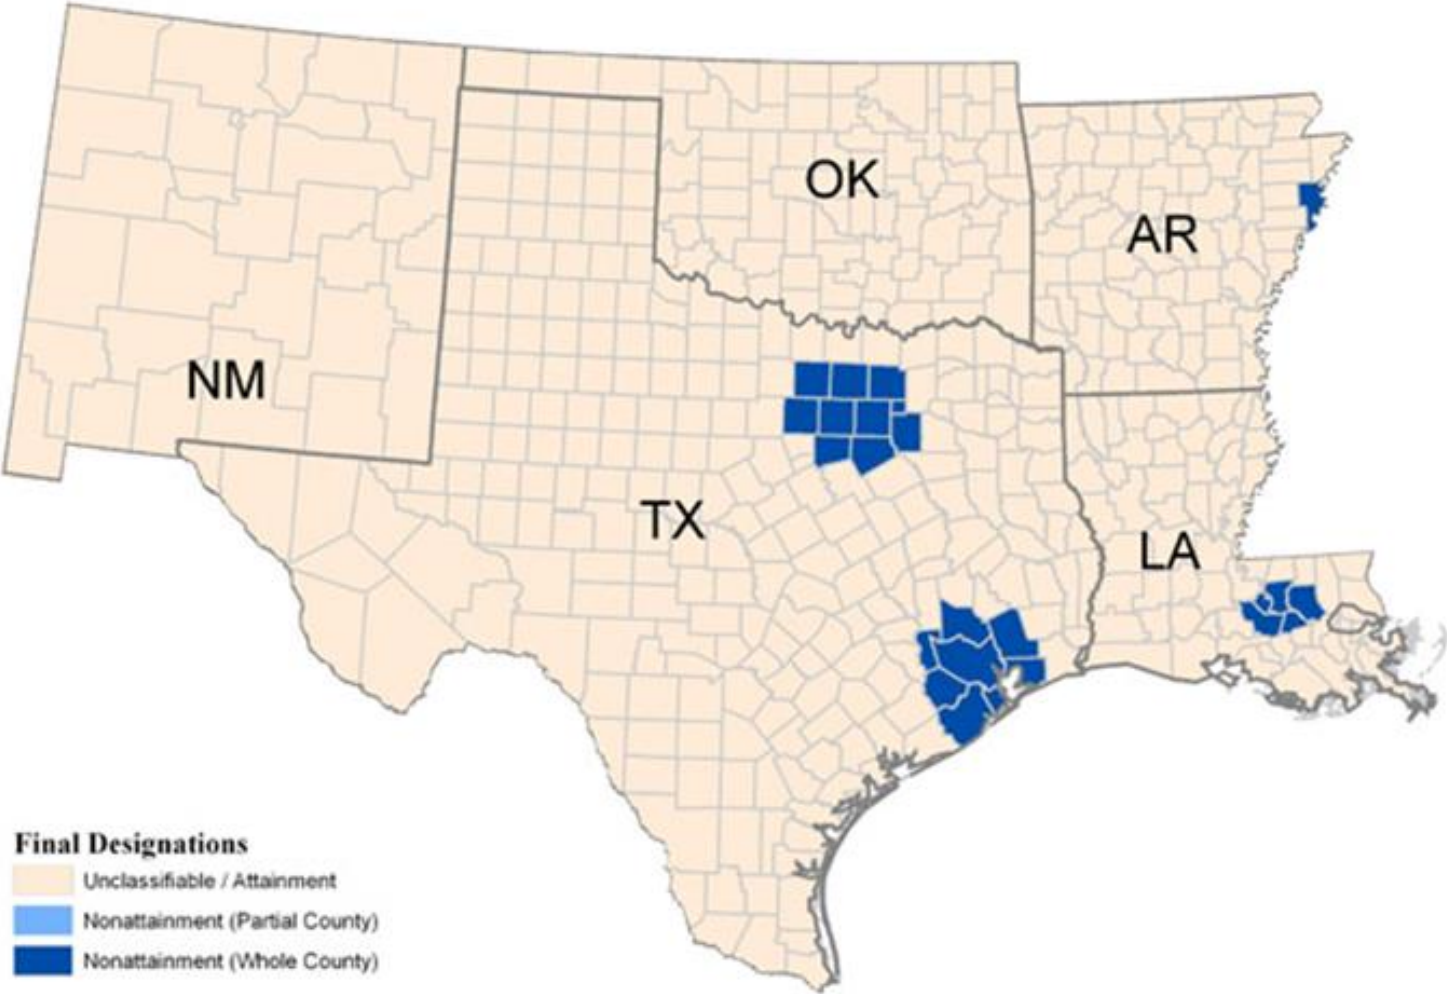 OK
AR
NM
TX
LA
Final Designations
Unclassifiable / Attainment
Nonattainment (Partial County)
Nonattainment (Whole County)